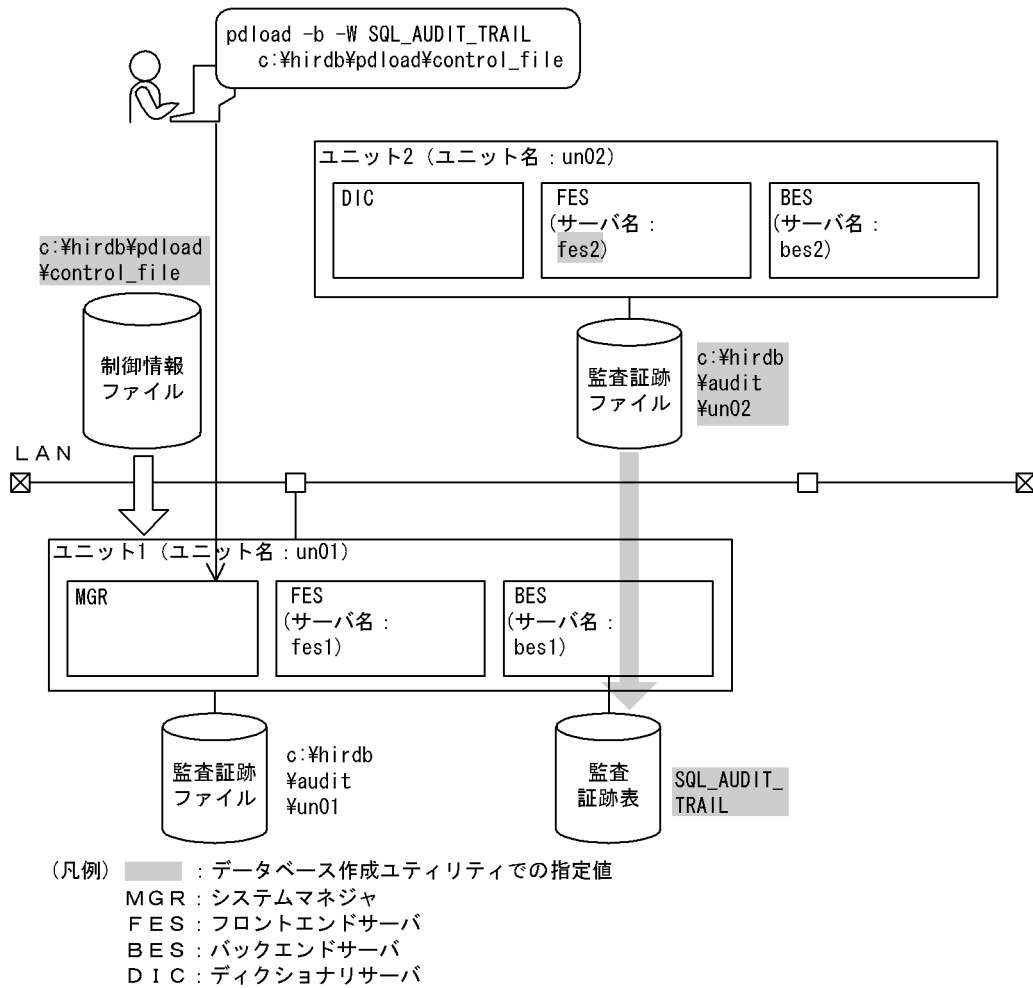 pdload -b -W SQL_AUDIT_TRAIL
c:¥hirdb¥pdload¥control_file
ユニット2 (ユニット名：un02)
DIC
FES
(サーバ名：
fes2)
BES
(サーバ名：
bes2)
c:¥hirdb¥pdload
¥control_file
制御情報
ファイル
監査証跡
ファイル
c:¥hirdb
¥audit
¥un02
ＬＡＮ
ユニット1 (ユニット名：un01)
MGR
FES
(サーバ名：
fes1)
BES
(サーバ名：
bes1)
監査証跡
ファイル
c:¥hirdb
¥audit
¥un01
監査
証跡表
SQL_AUDIT_
TRAIL
(凡例) ：データベース作成ユティリティでの指定値
ＭＧＲ：システムマネジャ
ＦＥＳ：フロントエンドサーバ
ＢＥＳ：バックエンドサーバ
ＤＩＣ：ディクショナリサーバ